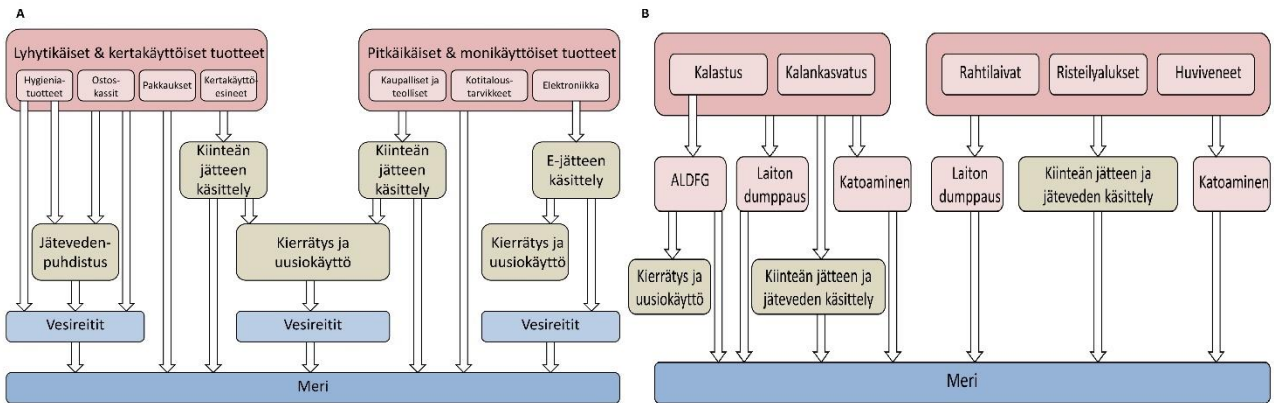 A
Lyhytikäiset & kertakäyttöiset tuotteet
Hygienia-
tuotteet
Ostos-
kassit
Pakkaukset
Kertakäyttö-
esineet
Pitkäikäiset & monikäyttöiset tuotteet
Kaupalliset ja
teolliset
Kotitalous-
tarvikkeet
Elektroniikka
Kiinteän
jätteen
käsittely
Kiinteän
jätteen
käsittely
E-jätteen
käsittely
Jäteveden-
puhdistus
Kierrätys ja
uusiokäyttö
Kierrätys ja
uusiokäyttö
Vesireitit
Vesireitit
Vesireitit
Meri
B
Kalastus
Kalankasvatus
Rahtilaivat
Risteilyalukset
Huviveneet
ALDFG
Laiton
dumppaus
Katoaminen
Laiton
dumppaus
Kiinteän jätteen ja
jäteveden käsittely
Katoaminen
Kierrätys ja
uusiokäyttö
Kiinteän jätteen ja
jäteveden käsittely
Meri